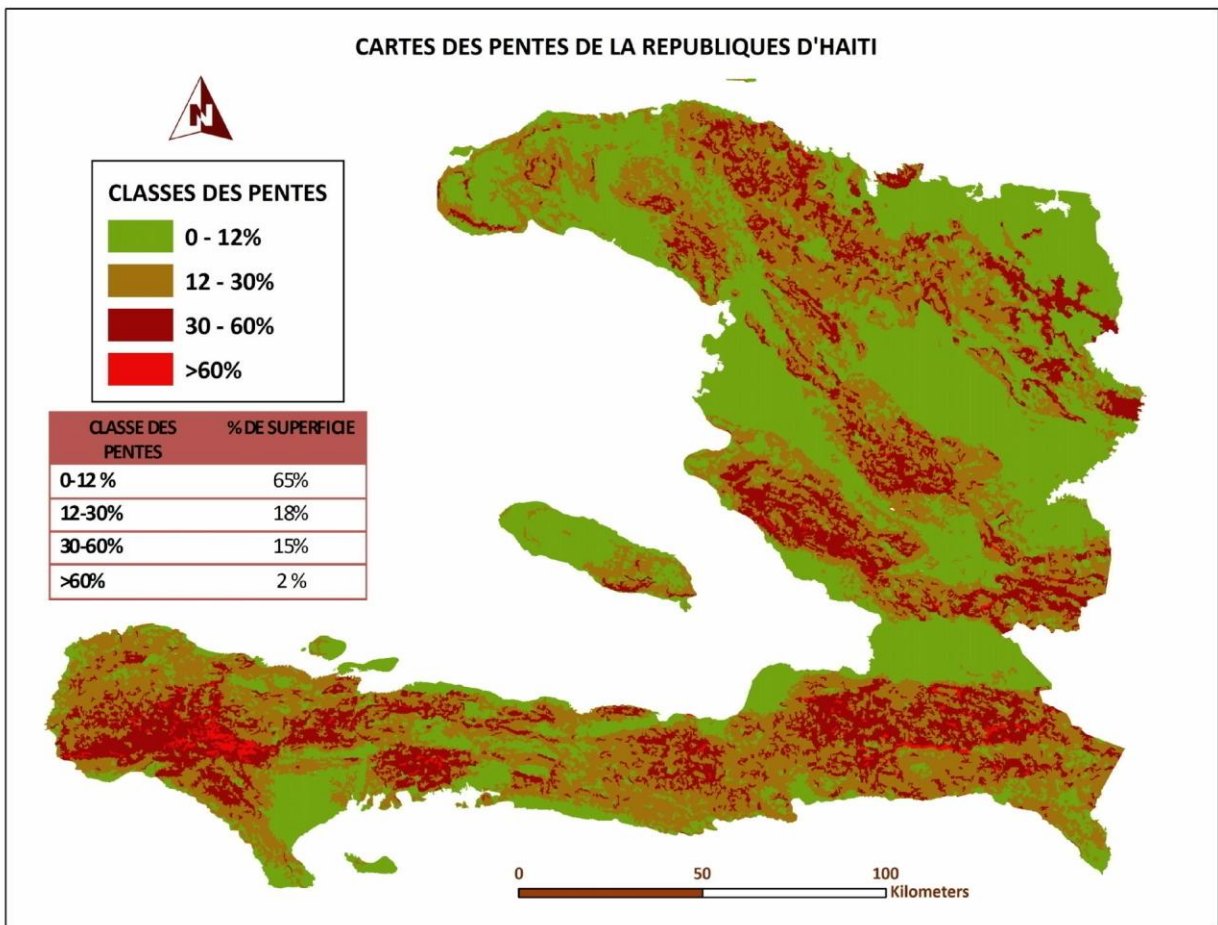 CARTES DES PENTES DE LA REPUBLIQUES D'HAITI
N
CLASSES DES PENTES
0 - 12%
12 - 30%
30 - 60%
>60%
CLASSE DES PENTES % DE SUPERFICIE
0-12 % 65%
12-30% 18%
30-60% 15%
>60% 2 %
0 50 100
Kilometers